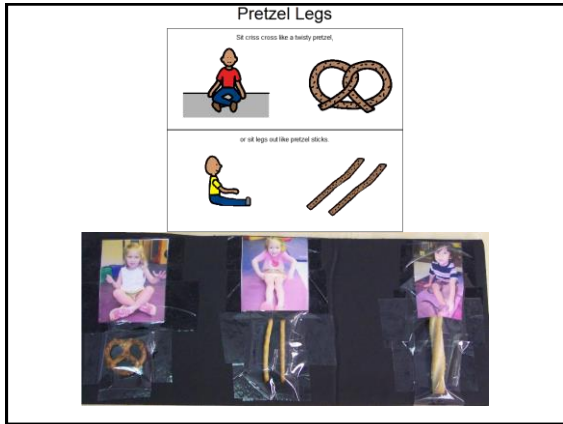 Pretzel Legs
Sit criss cross like a twisty pretzel,
or sit legs out like pretzel sticks.